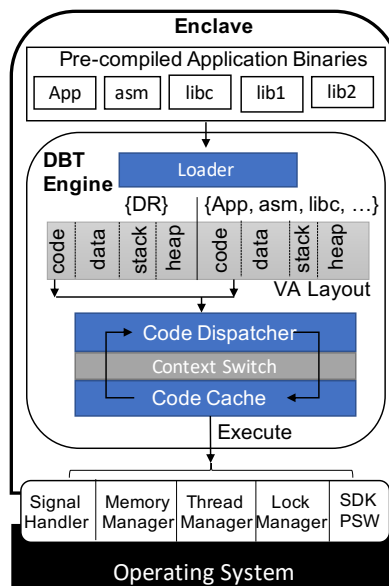 Enclave
Pre-compiled Application Binaries
App asm libc lib1 lib2
DBT
Engine
Loader
{DR} {App, asm, libc, ...}
code data stack heap code data stack heap
VA Layout
Code Dispatcher
Context Switch
Code Cache
Execute
Signal Handler
Memory Manager
Thread Manager
Lock Manager
SDK PSW
Operating System